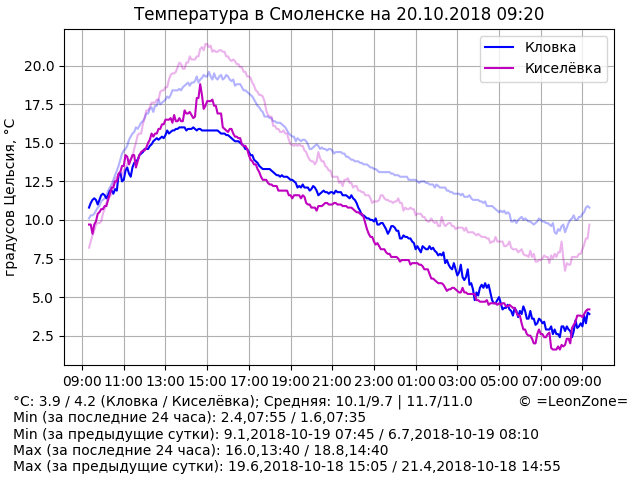 Температура в Смоленске на 20.10.2018 09:20
Кловка
Киселёвка
градусов Цельсия, °C
20.0
17.5
15.0
12.5
10.0
7.5
5.0
2.5
09:00 11:00 13:00 15:00 17:00 19:00 21:00 23:00 01:00 03:00 05:00 07:00 09:00
°C: 3.9 / 4.2 (Кловка / Киселёвка); Средняя: 10.1/9.7 | 11.7/11.0 © =LeonZone=
Min (за последние 24 часа): 2.4,07:55 / 1.6,07:35
Min (за предыдущие сутки): 9.1,2018-10-19 07:45 / 6.7,2018-10-19 08:10
Max (за последние 24 часа): 16.0,13:40 / 18.8,14:40
Max (за предыдущие сутки): 19.6,2018-10-18 15:05 / 21.4,2018-10-18 14:55